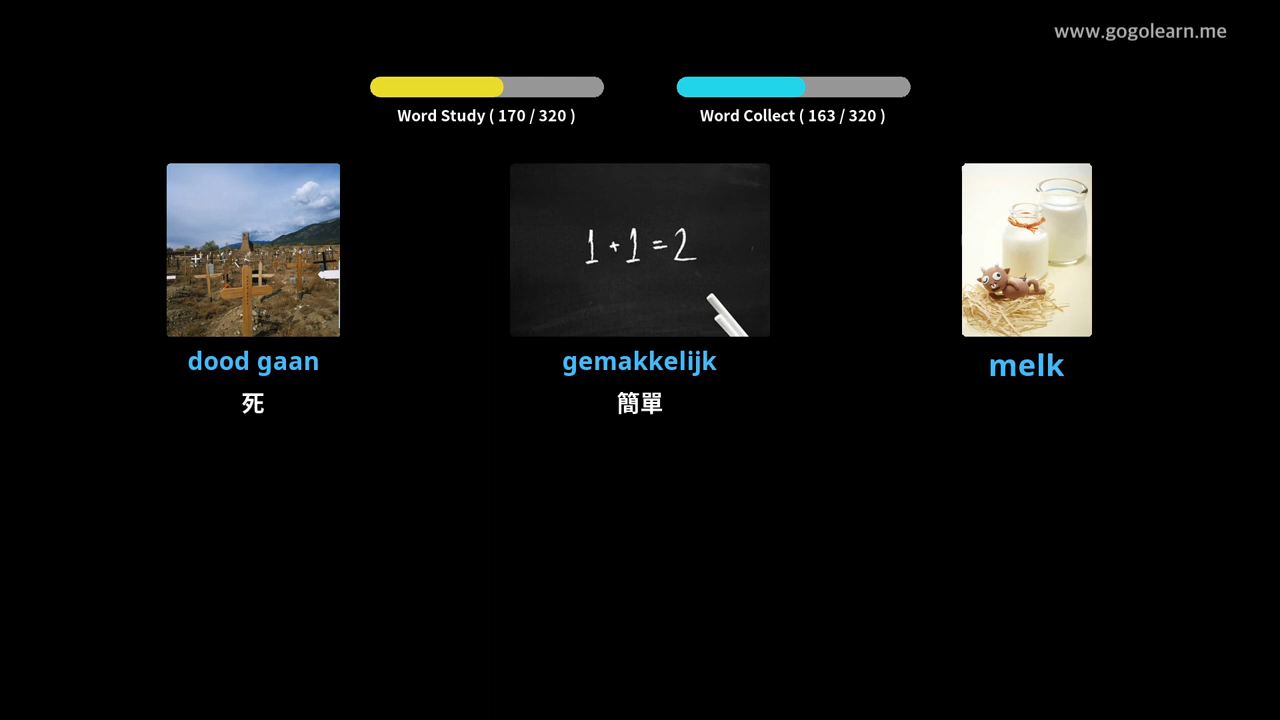 www.gogolearn.me
Word Study ( 170 / 320 )
Word Collect ( 163 / 320 )
1 + 1 = 2
dood gaan
gemakkelijk
melk
死
簡單